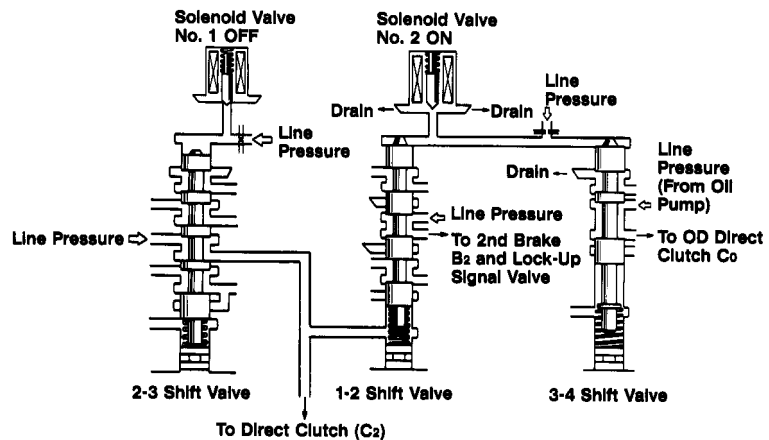 Solenoid Valve
No. 1 OFF
Solenoid Valve
No. 2 ON
Line
Pressure
Drain
Drain
Line
Pressure
Line
Pressure
(From Oil
Pump)
Drain
Line Pressure
Line Pressure
To 2nd Brake
B2 and Lock-Up
Signal Valve
To OD Direct
Clutch C0
2-3 Shift Valve
1-2 Shift Valve
3-4 Shift Valve
To Direct Clutch (C2)